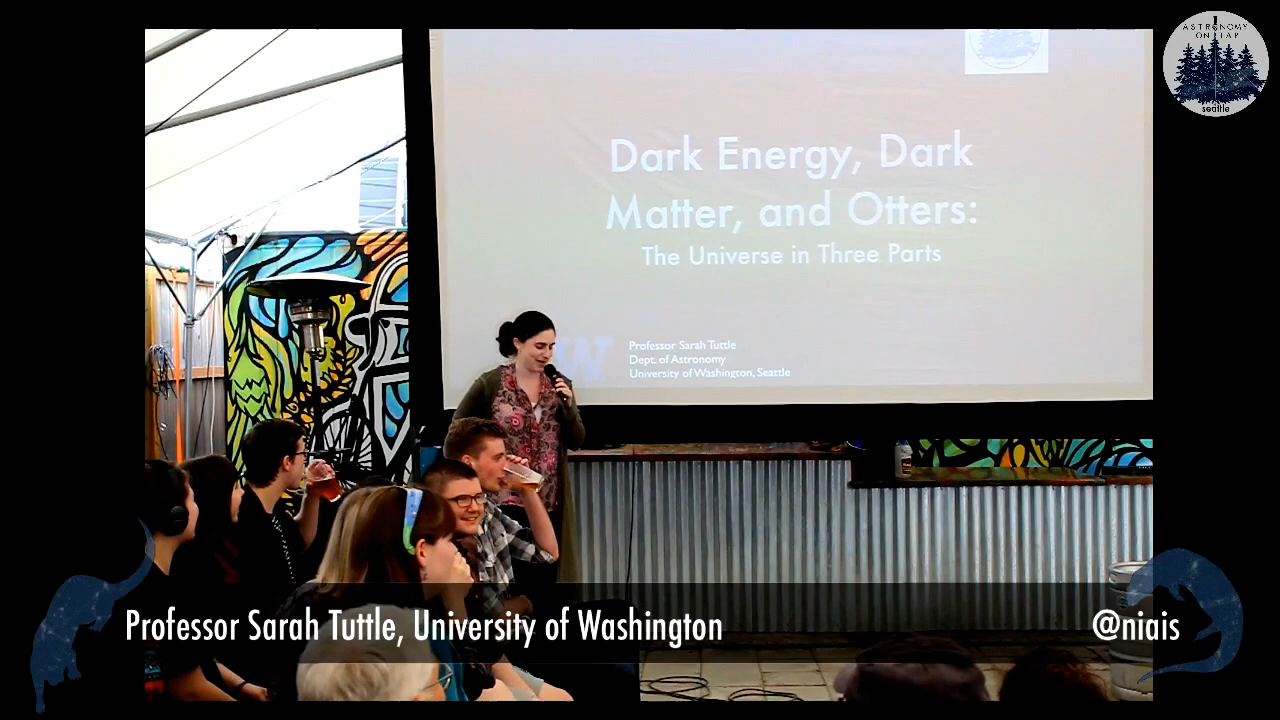 ASTRONOMY
ON TAP
seattle
Dark Energy, Dark
Matter, and Otters:
The Universe in Three Parts
W
Professor Sarah Tuttle
Dept. of Astronomy
University of Washington, Seattle
Professor Sarah Tuttle, University of Washington
@niais